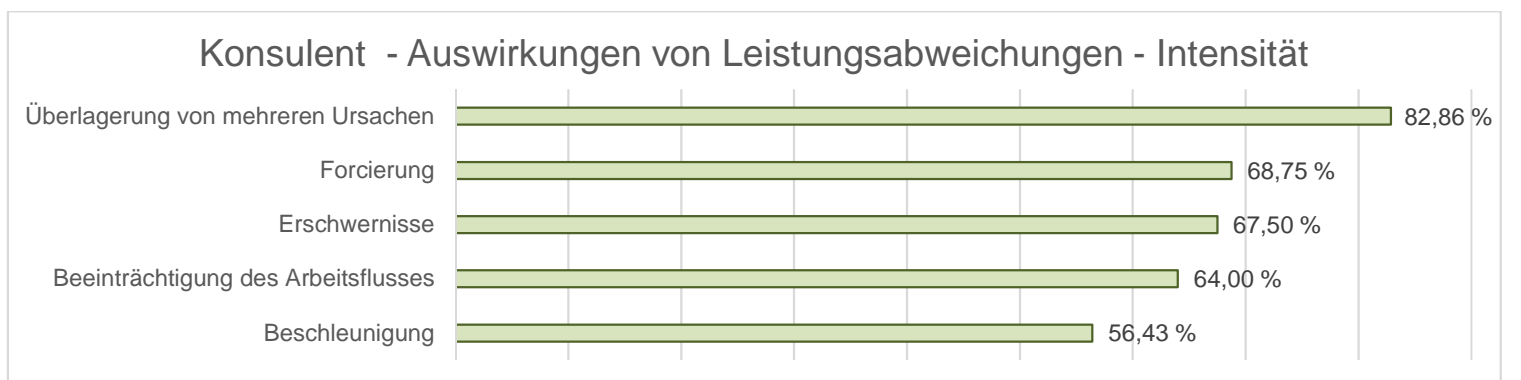 Konsulent - Auswirkungen von Leistungsabweichungen - Intensität
Überlagerung von mehreren Ursachen 82,86 %
Forcierung 68,75 %
Erschwernisse 67,50 %
Beeinträchtigung des Arbeitsflusses 64,00 %
Beschleunigung 56,43 %